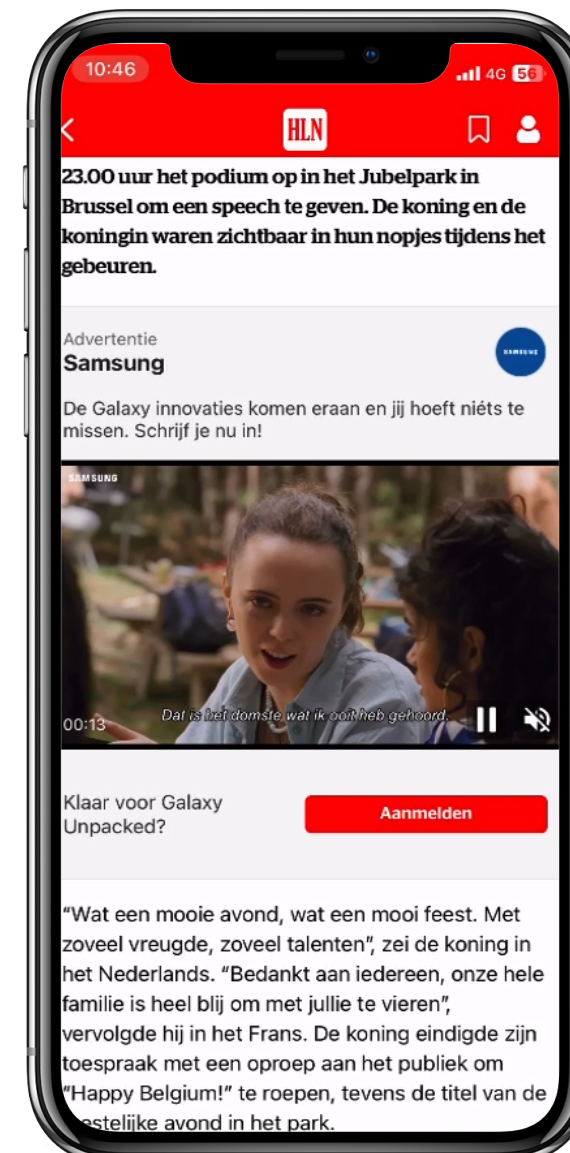 10:46
4G 56
HLN
23.00 uur het podium op in het Jubelpark in
Brussel om een speech te geven. De koning en de
koningin waren zichtbaar in hun nopjes tijdens het
gebeuren.
Advertentie
Samsung
SAMSUNG
De Galaxy innovaties komen eraan en jij hoeft niéts te
missen. Schrijf je nu in!
SAMSUNG
Dat is het domste wat ik ooit heb gehoord.
00:13
Klaar voor Galaxy
Unpacked?
Aanmelden
“Wat een mooie avond, wat een mooi feest. Met
zoveel vreugde, zoveel talenten”, zei de koning in
het Nederlands. “Bedankt aan iedereen, onze hele
familie is heel blij om met jullie te vieren”,
vervolgde hij in het Frans. De koning eindigde zijn
toespraak met een oproep aan het publiek om
“Happy Belgium!” te roepen, tevens de titel van de
estelijke avond in het park.